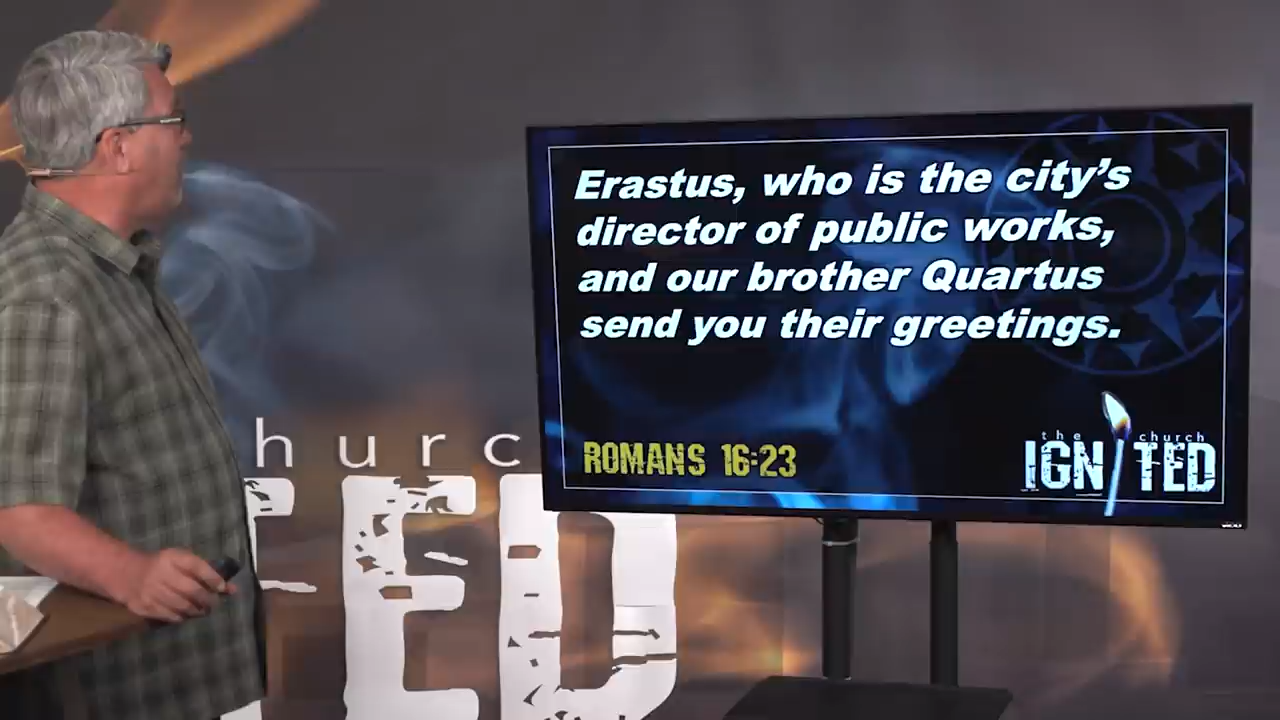 Erastus, who is the city's
director of public works,
and our brother Quartus
send you their greetings.
ROMANS 16:23
the church
IGNITED
hurc
ED